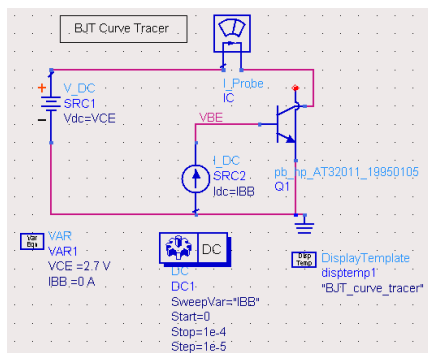 BJT Curve Tracer
I_Probe
IC
V_DC
SRC1
Vdc=VCE
VBE
I_DC
SRC2
Idc=IBB
pb_hp_AT32011_19950105
Q1
Var
Eqn
VAR
VAR1
VCE =2.7 V
IBB =0 A
DC
DC
DC1
SweepVar="IBB"
Start=0
Stop=1e-4
Step=1e-5
Disp
Temp
DisplayTemplate
disptemp1
"BJT_curve_tracer"